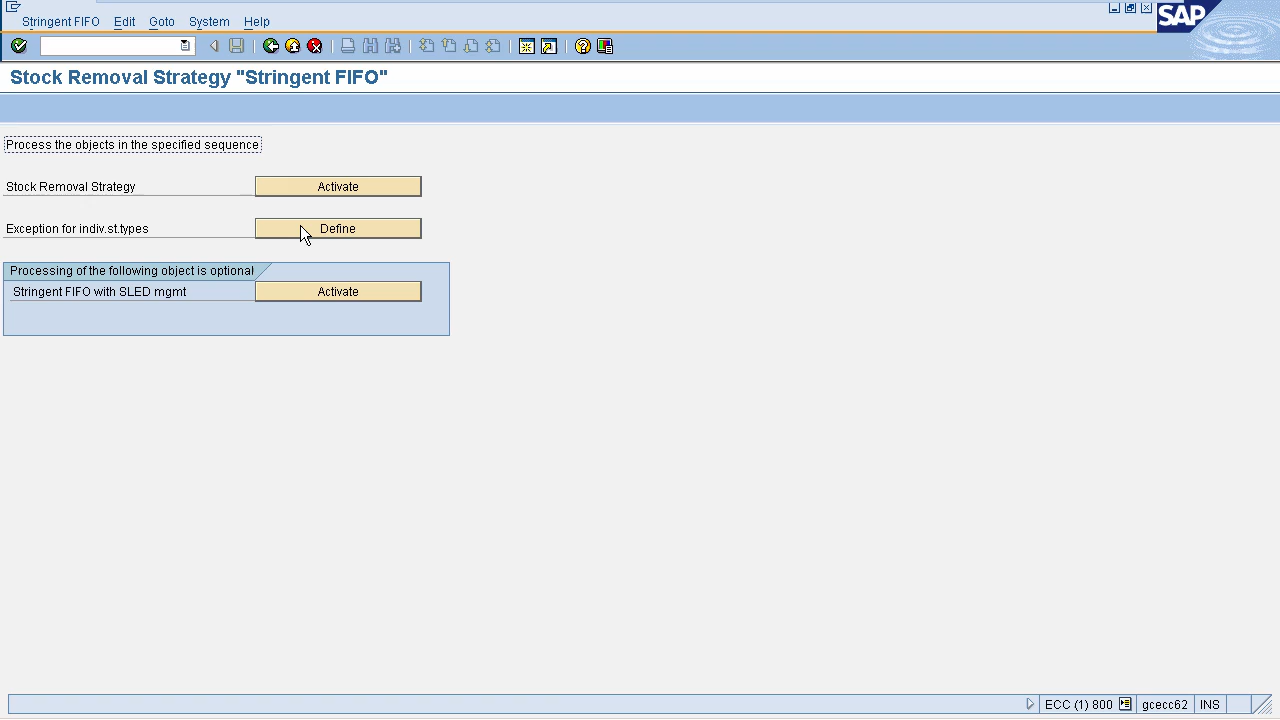 Stringent FIFO Edit Goto System Help
SAP
Stock Removal Strategy "Stringent FIFO"
Process the objects in the specified sequence
Stock Removal Strategy Activate
Exception for indiv.st.types Define
Processing of the following object is optional
Stringent FIFO with SLED mgmt Activate
ECC (1) 800 gcecc62 INS